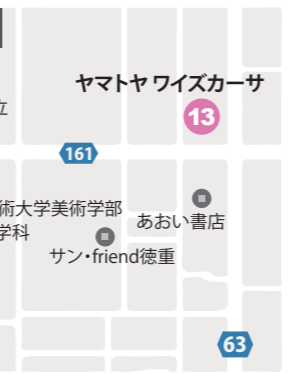 ヤマトヤ ワイズカーサ
13
立
161
術大学美術学部
学科
あおい書店
サン・friend徳重
63